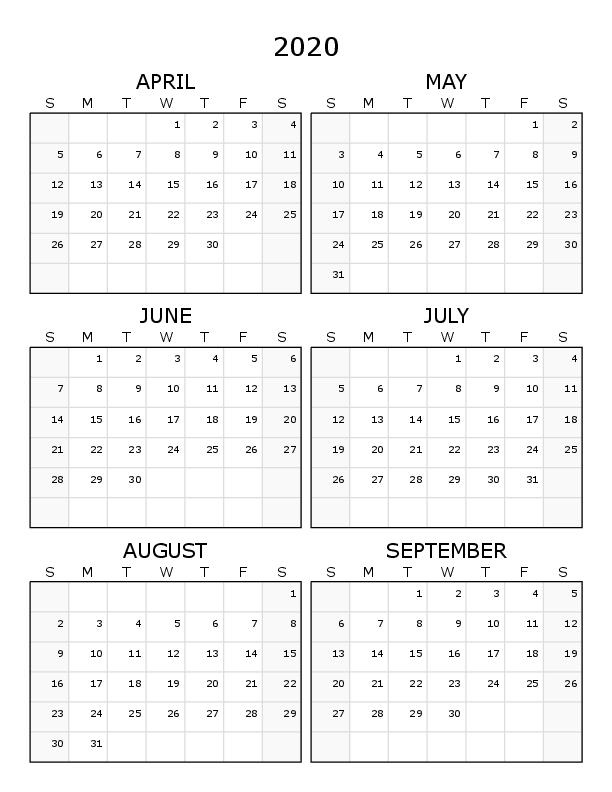 2020
APRIL MAY
S M T W T F S S M T W T F S
1 2 3 4 1 2
5 6 7 8 9 10 11 3 4 5 6 7 8 9
12 13 14 15 16 17 18 10 11 12 13 14 15 16
19 20 21 22 23 24 25 17 18 19 20 21 22 23
26 27 28 29 30 24 25 26 27 28 29 30
31
JUNE JULY
S M T W T F S S M T W T F S
1 2 3 4 5 6 1 2 3 4
7 8 9 10 11 12 13 5 6 7 8 9 10 11
14 15 16 17 18 19 20 12 13 14 15 16 17 18
21 22 23 24 25 26 27 19 20 21 22 23 24 25
28 29 30 26 27 28 29 30 31
AUGUST SEPTEMBER
S M T W T F S S M T W T F S
1 1 2 3 4 5
2 3 4 5 6 7 8 6 7 8 9 10 11 12
9 10 11 12 13 14 15 13 14 15 16 17 18 19
16 17 18 19 20 21 22 20 21 22 23 24 25 26
23 24 25 26 27 28 29 27 28 29 30
30 31